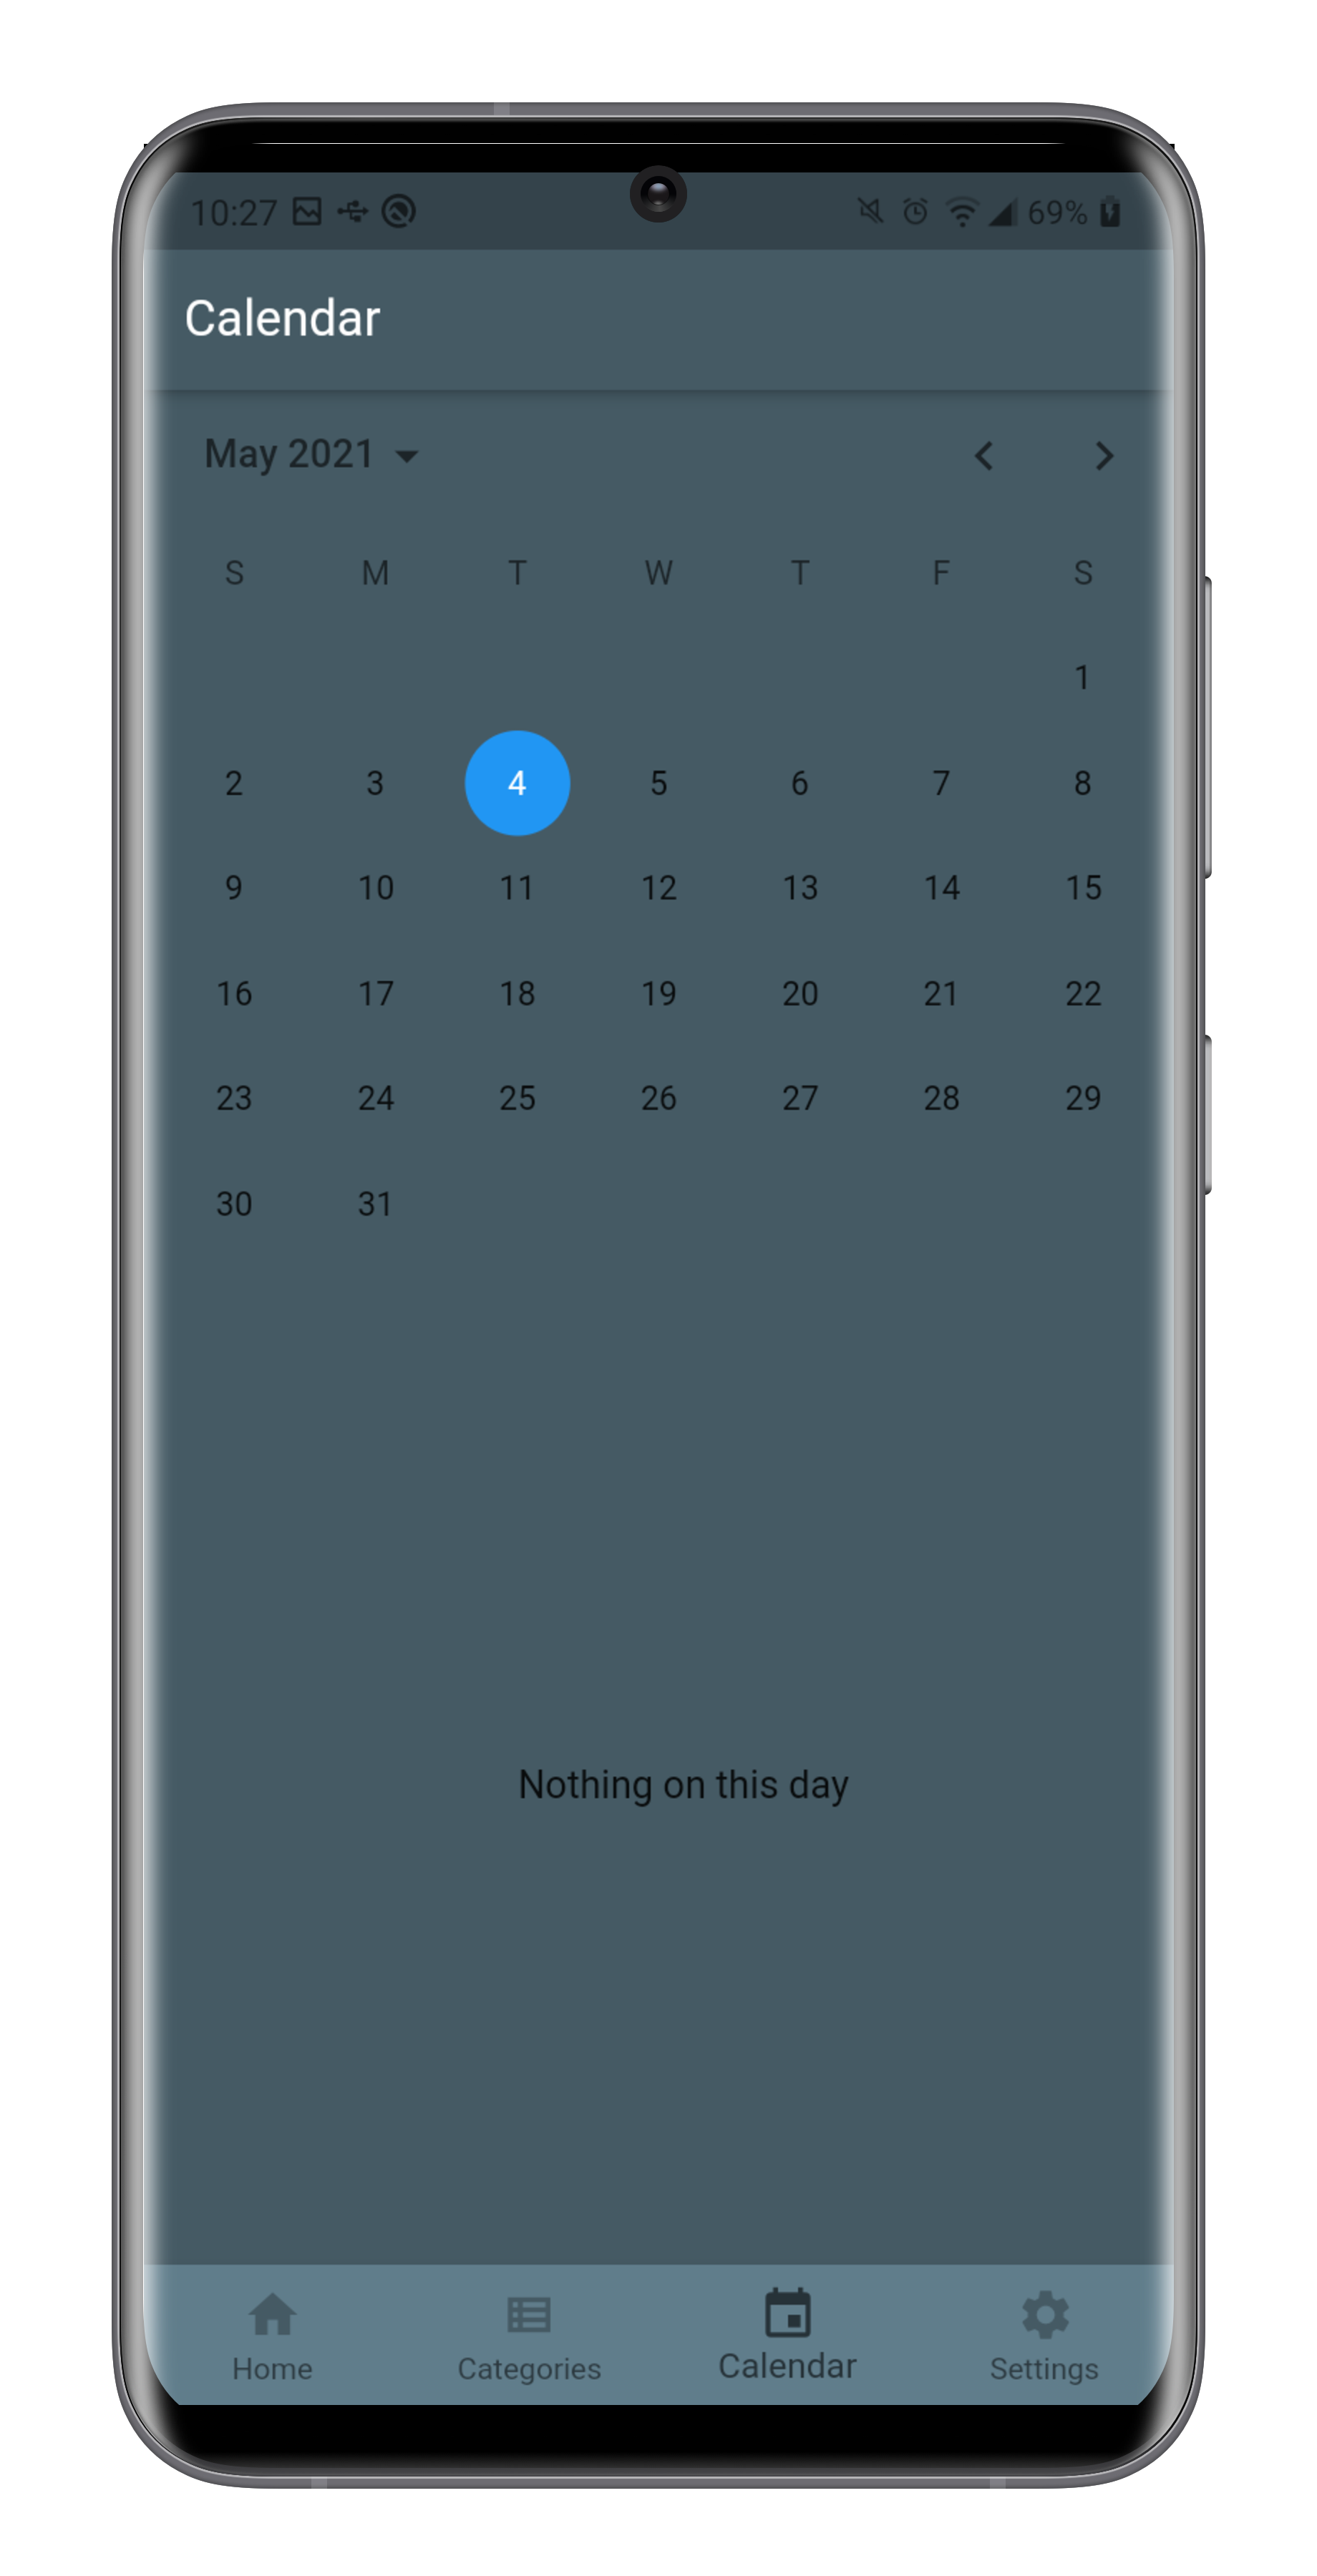 10:27 69%
Calendar
May 2021
S M T W T F S
1
2 3 4 5 6 7 8
9 10 11 12 13 14 15
16 17 18 19 20 21 22
23 24 25 26 27 28 29
30 31
Nothing on this day
Home Categories Calendar Settings